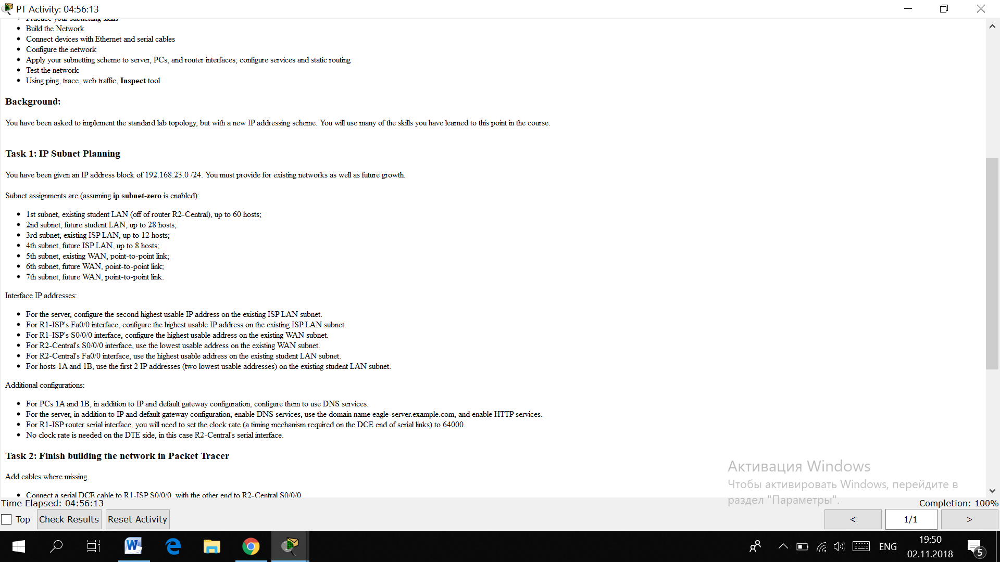 PT Activity: 04:56:13
Practice your subnetting skills
Build the Network
Connect devices with Ethernet and serial cables
Configure the network
Apply your subnetting scheme to server, PCs, and router interfaces; configure services and static routing
Test the network
Using ping, trace, web traffic, Inspect tool
Background:
You have been asked to implement the standard lab topology, but with a new IP addressing scheme. You will use many of the skills you have learned to this point in the course.
Task 1: IP Subnet Planning
You have been given an IP address block of 192.168.23.0 /24. You must provide for existing networks as well as future growth.
Subnet assignments are (assuming ip subnet-zero is enabled):
1st subnet, existing student LAN (off of router R2-Central), up to 60 hosts;
2nd subnet, future student LAN, up to 28 hosts;
3rd subnet, existing ISP LAN, up to 12 hosts;
4th subnet, future ISP LAN, up to 8 hosts;
5th subnet, existing WAN, point-to-point link;
6th subnet, future WAN, point-to-point link;
7th subnet, future WAN, point-to-point link.
Interface IP addresses:
For the server, configure the second highest usable IP address on the existing ISP LAN subnet.
For R1-ISP's Fa0/0 interface, configure the highest usable IP address on the existing ISP LAN subnet.
For R1-ISP's S0/0/0 interface, configure the highest usable address on the existing WAN subnet.
For R2-Central's S0/0/0 interface, use the lowest usable address on the existing WAN subnet.
For R2-Central's Fa0/0 interface, use the highest usable address on the existing student LAN subnet.
For hosts 1A and 1B, use the first 2 IP addresses (two lowest usable addresses) on the existing student LAN subnet.
Additional configurations:
For PCs 1A and 1B, in addition to IP and default gateway configuration, configure them to use DNS services.
For the server, in addition to IP and default gateway configuration, enable DNS services, use the domain name eagle-server.example.com, and enable HTTP services.
For R1-ISP router serial interface, you will need to set the clock rate (a timing mechanism required on the DCE end of serial links) to 64000.
No clock rate is needed on the DTE side, in this case R2-Central's serial interface.
Task 2: Finish building the network in Packet Tracer
Add cables where missing.
Connect a serial DCE cable to R1-ISP S0/0/0, with the other end to R2-Central S0/0/0
Активация Windows
Чтобы активировать Windows, перейдите в
раздел "Параметры".
Time Elapsed: 04:56:13
Completion: 100%
Top
Check Results
Reset Activity
<
1/1
>
ENG
19:50
02.11.2018
5